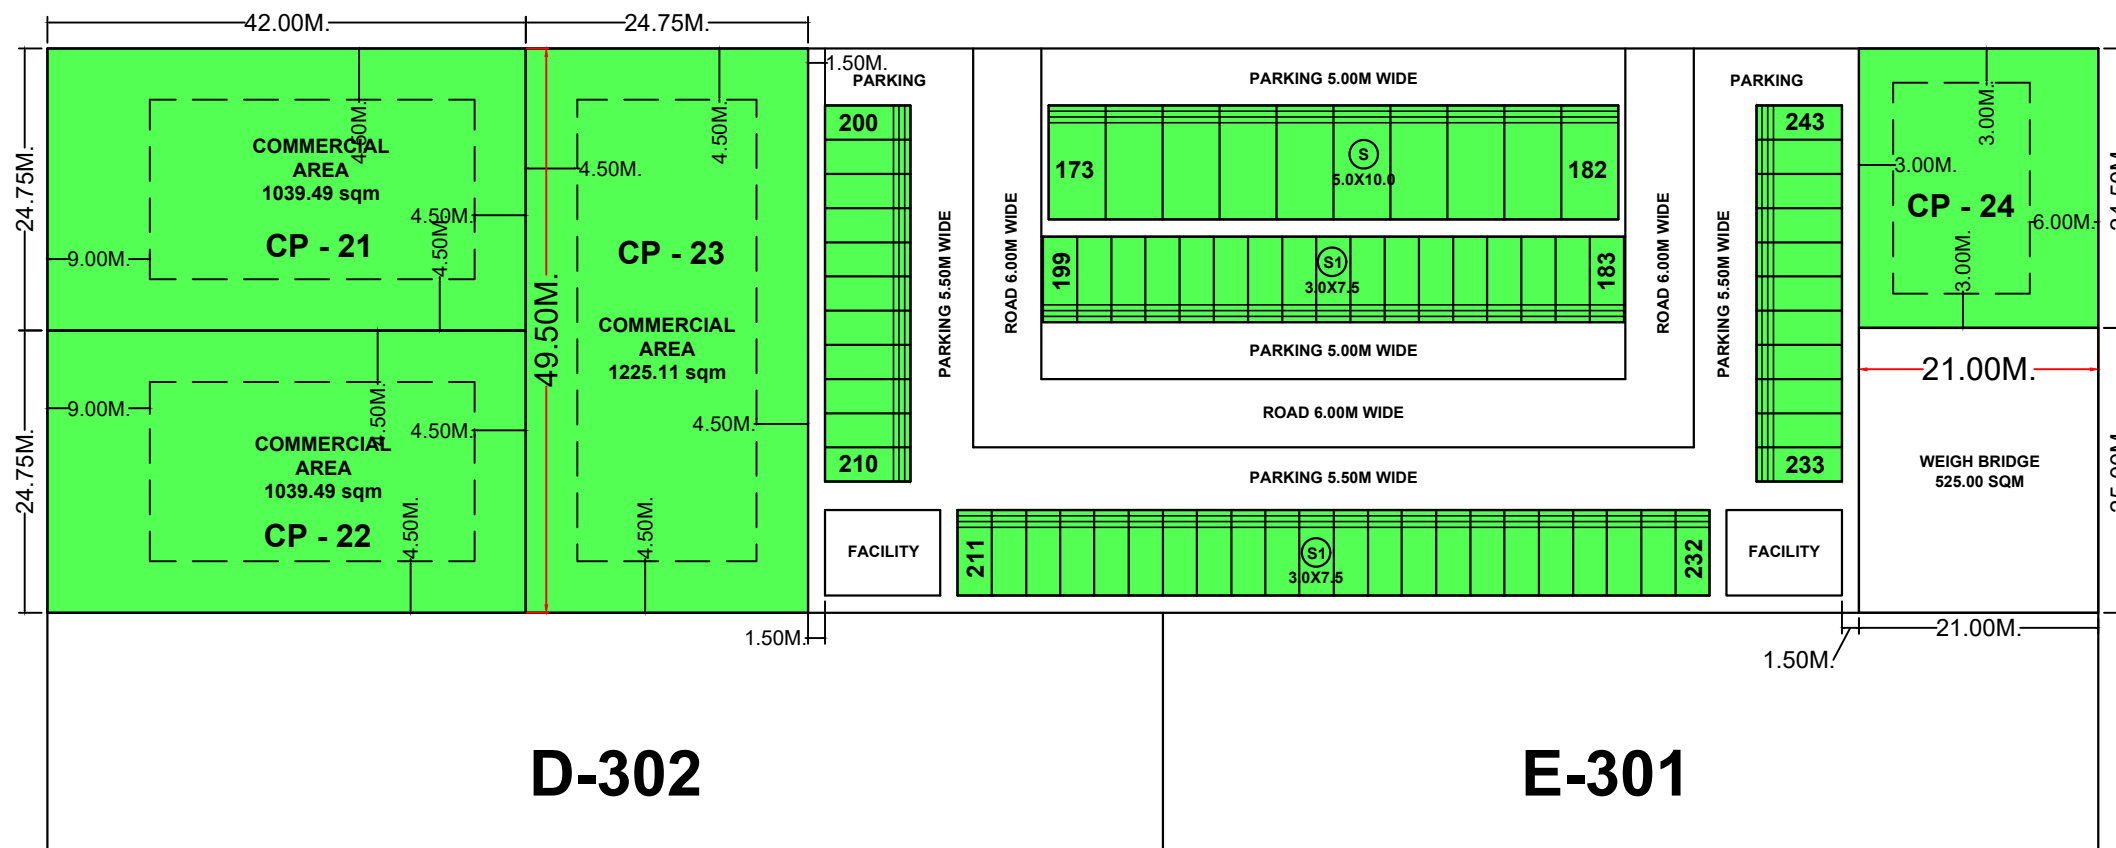 42.00M.
24.75M.
1.50M.
24.75M.
24.75M.
4.50M.
COMMERCIAL
AREA
1039.49 sqm
CP - 21
4.50M.
4.50M.
9.00M.
9.00M.
4.50M.
COMMERCIAL
AREA
1039.49 sqm
CP - 22
4.50M.
4.50M.
49.50M.
4.50M.
4.50M.
CP - 23
COMMERCIAL
AREA
1225.11 sqm
4.50M.
4.50M.
PARKING
200
210
PARKING 5.50M WIDE
ROAD 6.00M WIDE
PARKING 5.00M WIDE
173
S
5.0X10.0
182
199
S1
3.0X7.5
183
PARKING 5.00M WIDE
ROAD 6.00M WIDE
PARKING 5.50M WIDE
ROAD 6.00M WIDE
PARKING 5.50M WIDE
PARKING
243
233
FACILITY
211
S1
3.0X7.5
232
FACILITY
3.00M.
3.00M.
CP - 24
6.00M.
3.00M.
21.00M.
WEIGH BRIDGE
525.00 SQM
1.50M.
1.50M.
21.00M.
D-302
E-301